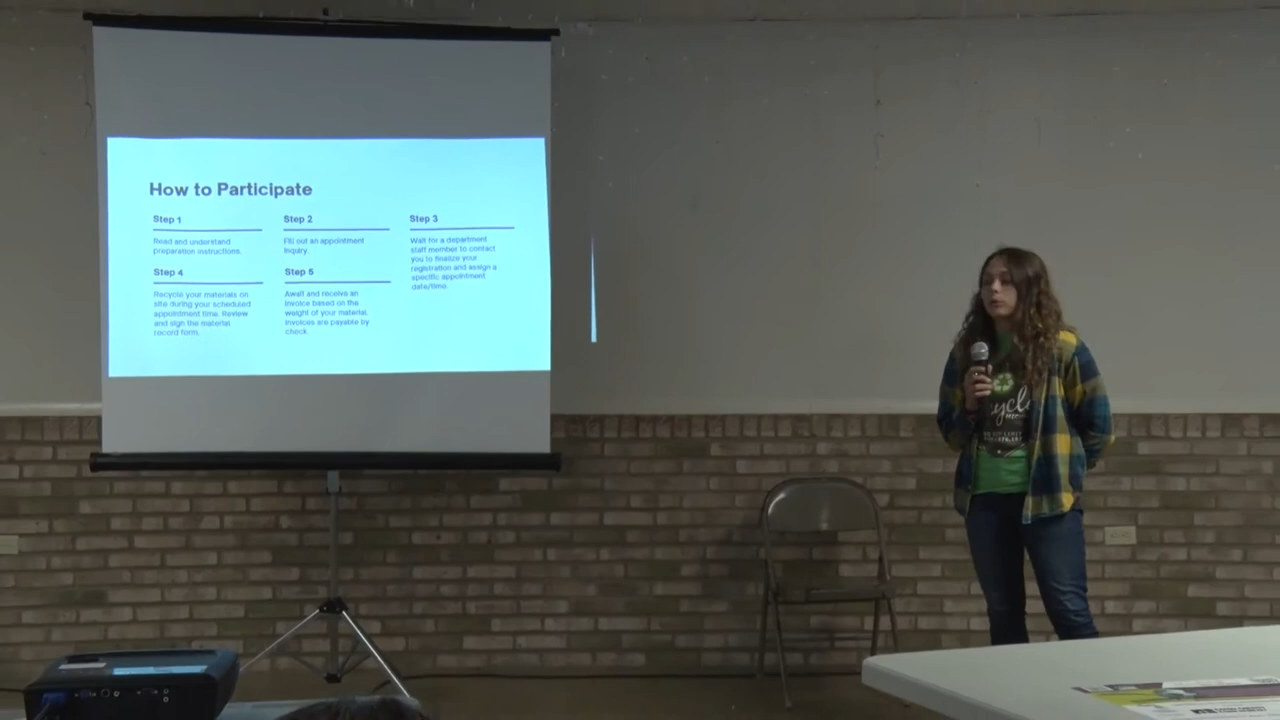 How to Participate
Step 1
Read and understand
preparation instructions.
Step 2
Fill out an appointment
inquiry.
Step 3
Wait for a department
staff member to contact
you to finalize your
registration and assign a
specific appointment
date/time.
Step 4
Recycle your materials on
site during your scheduled
appointment time. Review
and sign the material
record form.
Step 5
Await and receive an
invoice based on the
weight of your material.
Invoices are payable by
check.